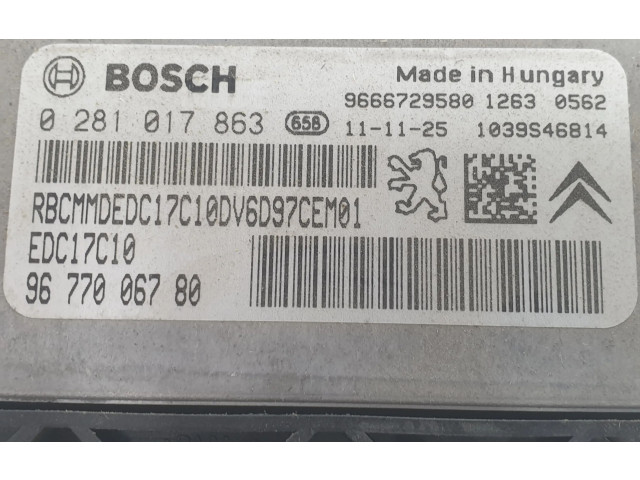 BOSCH
Made in Hungary
9666729580 1263 0562
0 281 017 863 658 11-11-25 1039S46814
RBCMMDEDC17C10DV6D97CEM01
EDC17C10
96 770 067 80